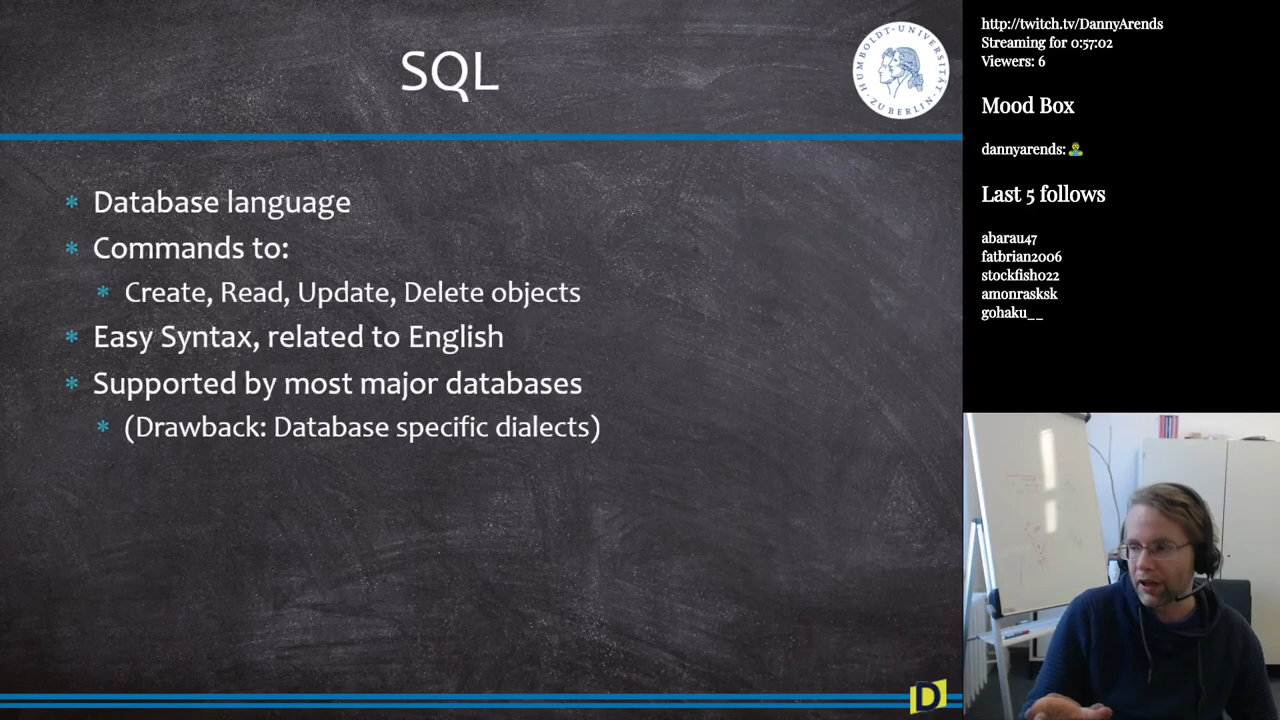 SQL
HUMBOLDT-UNIVERSITÄT
ZU BERLIN
Database language
Commands to:
Create, Read, Update, Delete objects
Easy Syntax, related to English
Supported by most major databases
(Drawback: Database specific dialects)
D
http://twitch.tv/DannyArends
Streaming for 0:57:02
Viewers: 6
Mood Box
dannyarends:
Last 5 follows
abarau47
fatbrian2006
stockfish022
amonrasksk
gohaku__